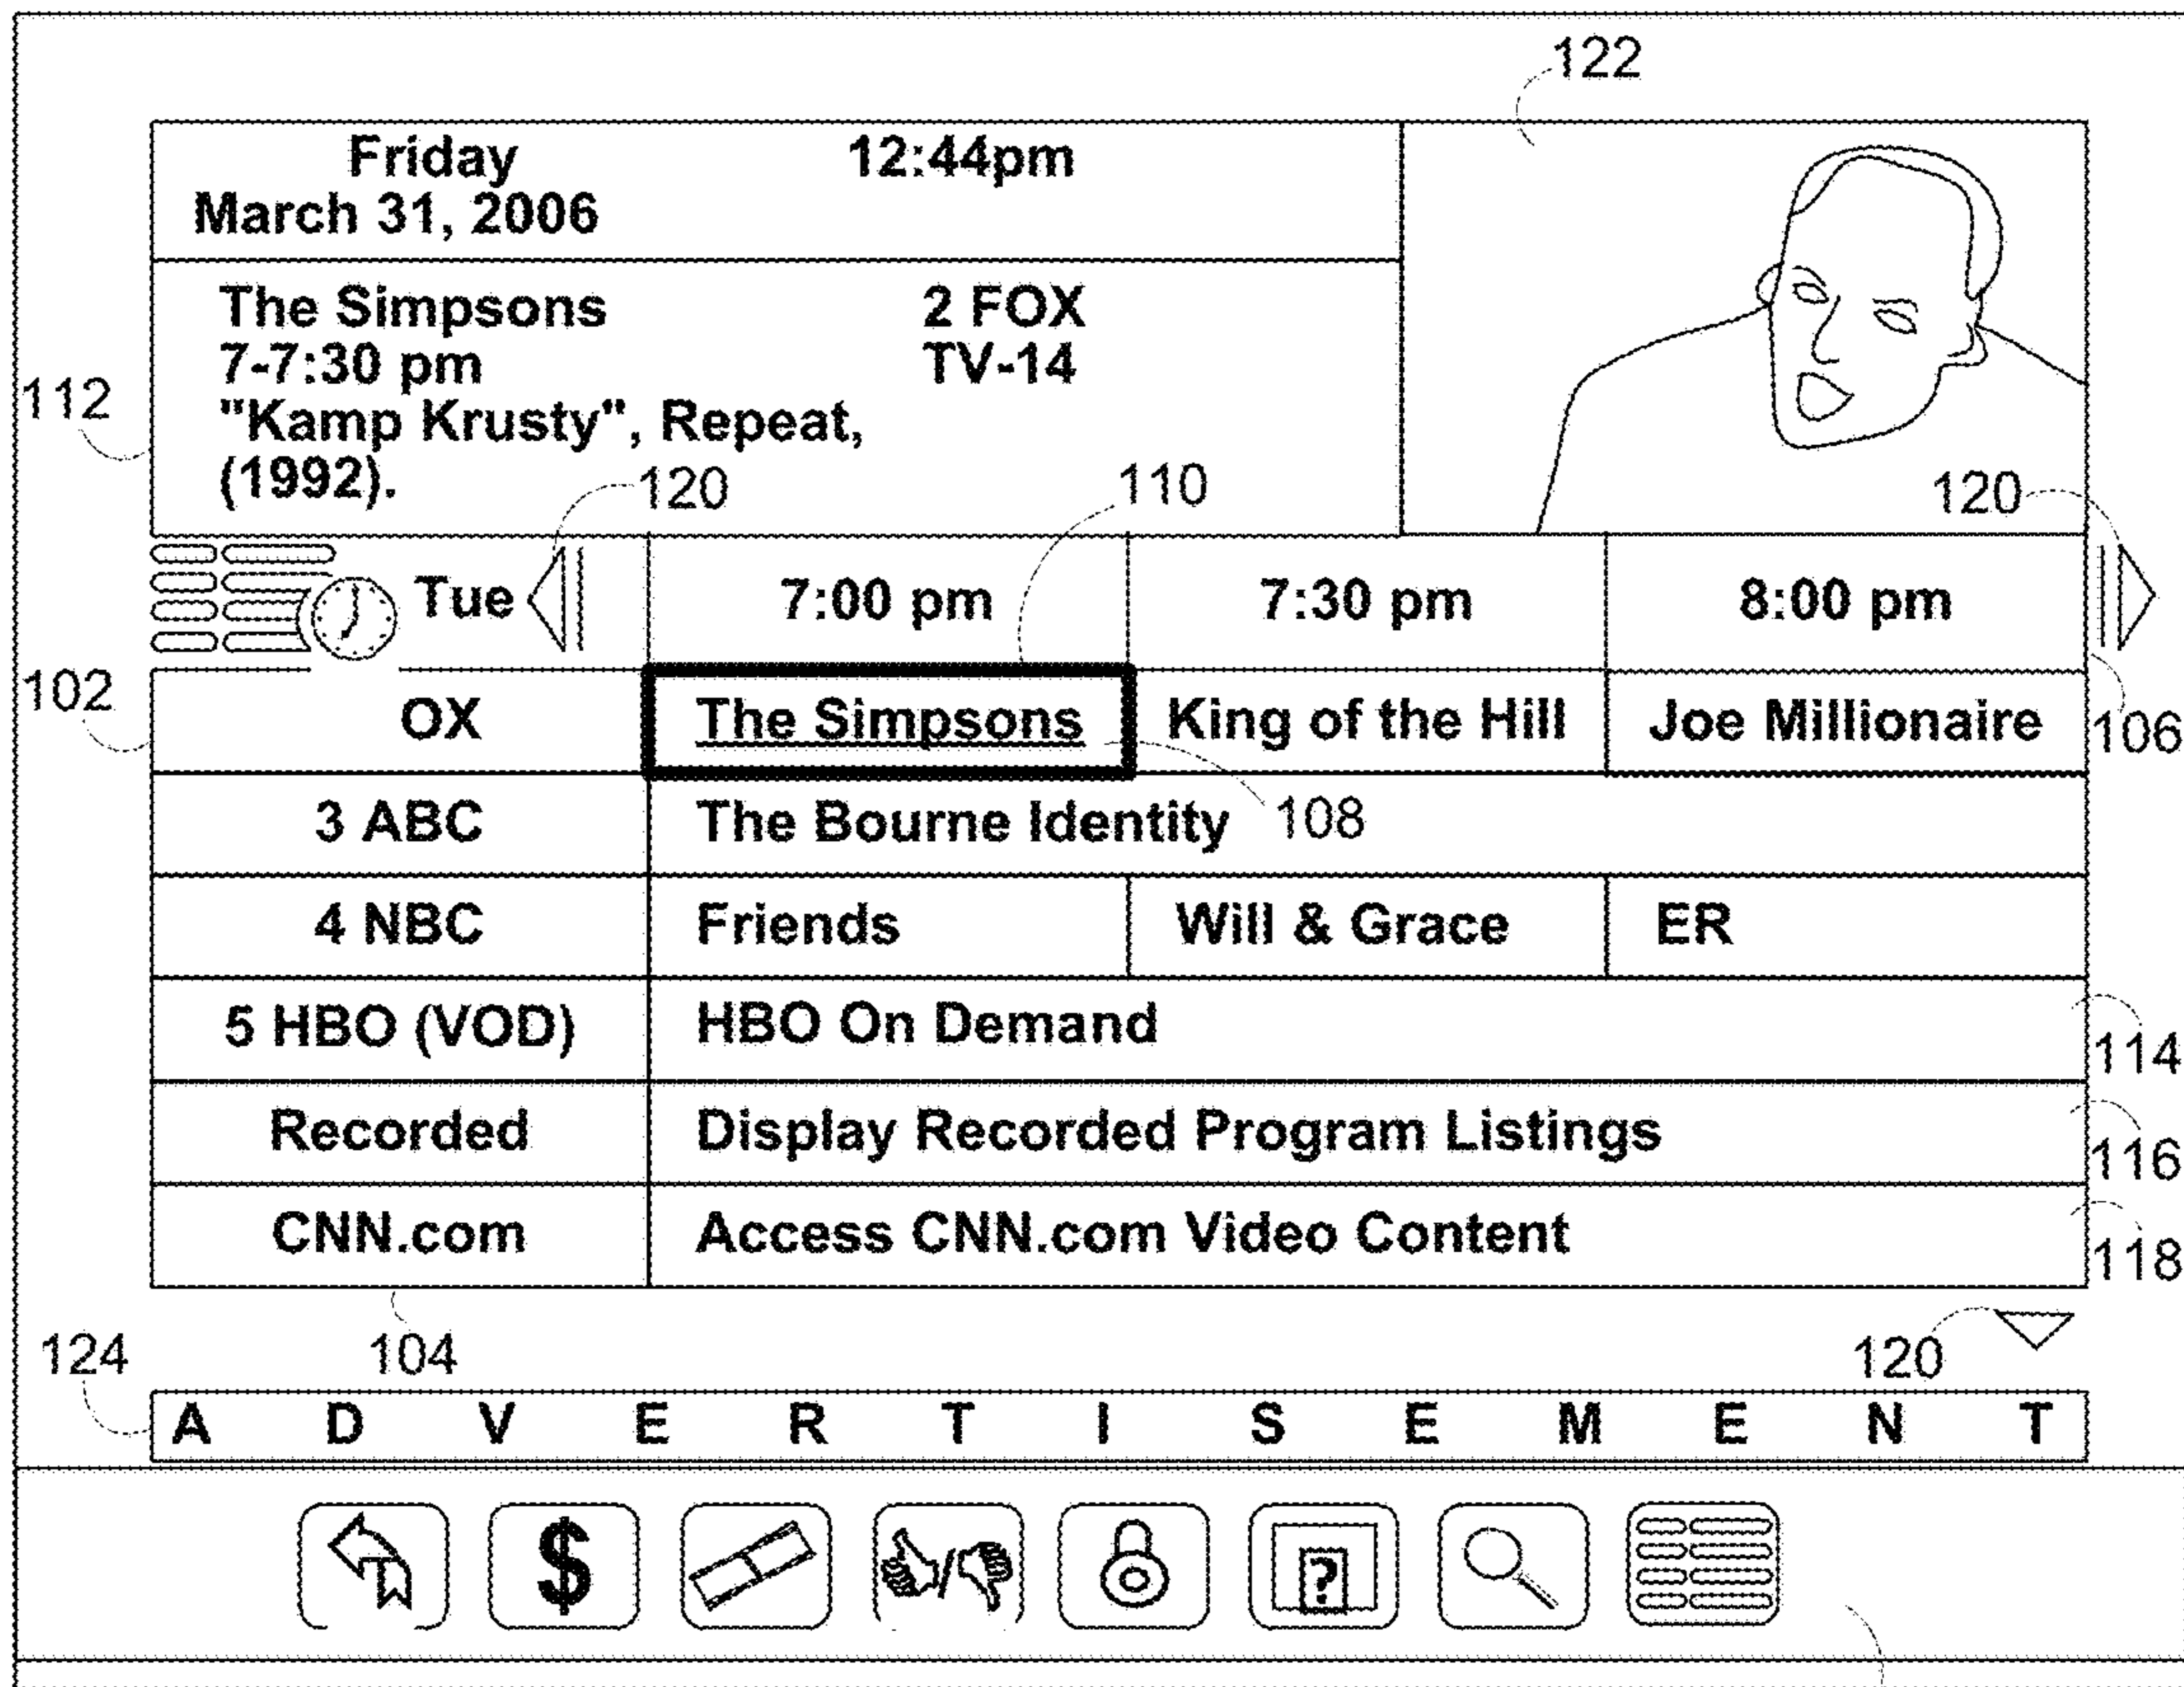 122
Friday 12:44pm
March 31, 2006
The Simpsons 2 FOX
7-7:30 pm TV-14
112
"Kamp Krusty", Repeat,
(1992).
120 110 120
Tue 7:00 pm 7:30 pm 8:00 pm
102
OX The Simpsons King of the Hill Joe Millionaire
106
3 ABC The Bourne Identity 108
4 NBC Friends Will & Grace ER
5 HBO (VOD) HBO On Demand
114
Recorded Display Recorded Program Listings
116
CNN.com Access CNN.com Video Content
118
124 104 120
A D V E R T I S E M E N T
$ ?